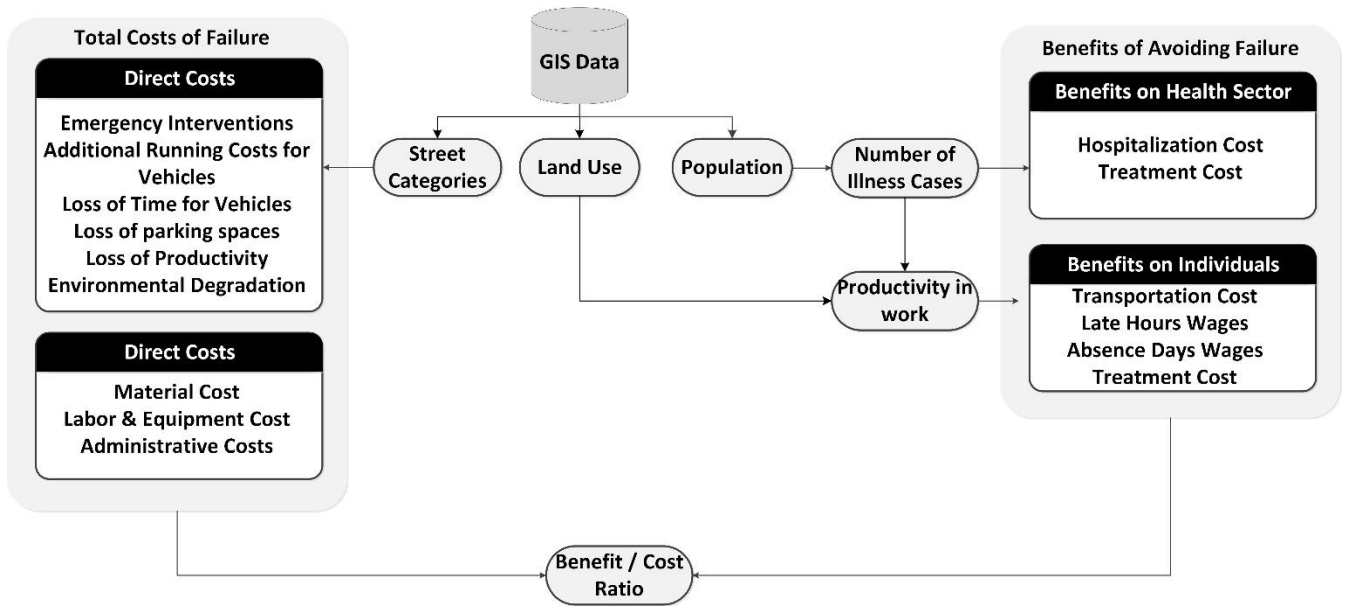 Total Costs of Failure
Direct Costs
Emergency Interventions
Additional Running Costs for
Vehicles
Loss of Time for Vehicles
Loss of parking spaces
Loss of Productivity
Environmental Degradation
Direct Costs
Material Cost
Labor & Equipment Cost
Administrative Costs
GIS Data
Street
Categories
Land Use
Population
Number of
Illness Cases
Productivity in
work
Benefits of Avoiding Failure
Benefits on Health Sector
Hospitalization Cost
Treatment Cost
Benefits on Individuals
Transportation Cost
Late Hours Wages
Absence Days Wages
Treatment Cost
Benefit / Cost
Ratio